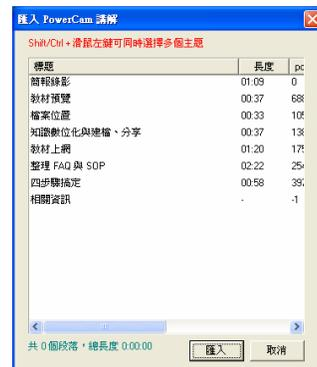 匯入 PowerCam 講解
Shift/Ctrl + 滑鼠左鍵可同時選擇多個主題
標題 長度 po
簡報錄影 01:09 0
教材預覽 00:37 688
檔案位置 00:33 105
知識數位化與建檔、分享 00:37 138
教材上網 01:20 175
整理 FAQ 與 SOP 02:22 254
四步驟搞定 00:58 397
相關資訊 - -1
共 0 個段落，總長度 0:00:00
匯入 取消